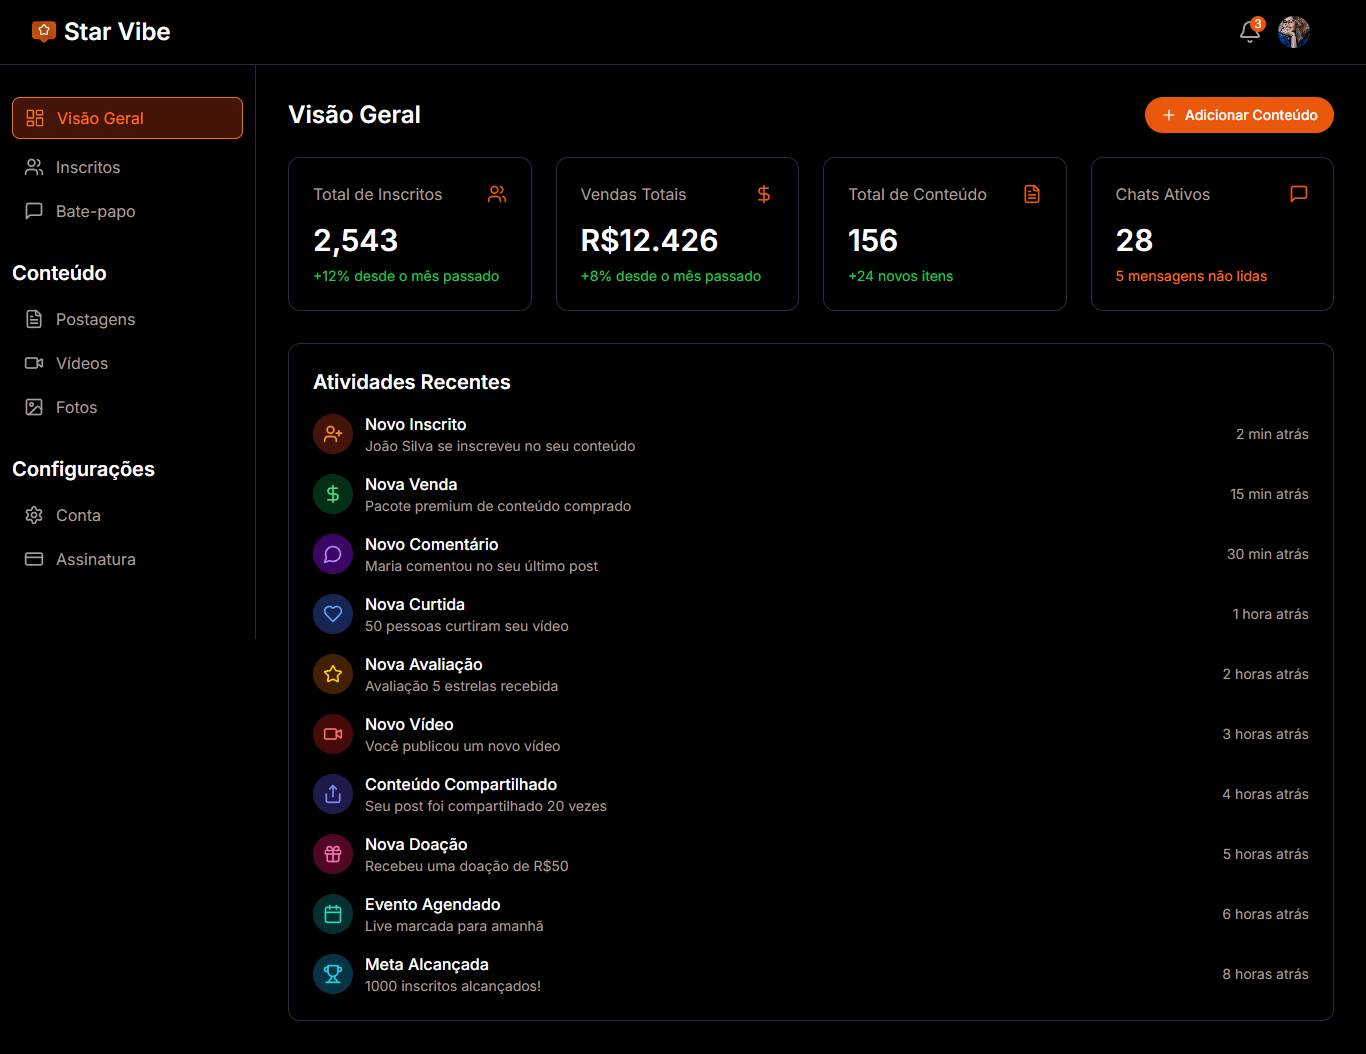 Star Vibe
3
Visão Geral
Inscritos
Bate-papo
Conteúdo
Postagens
Vídeos
Fotos
Configurações
Conta
Assinatura
Visão Geral
Adicionar Conteúdo
Total de Inscritos
2,543
+12% desde o mês passado
Vendas Totais
R$12.426
+8% desde o mês passado
Total de Conteúdo
156
+24 novos itens
Chats Ativos
28
5 mensagens não lidas
Atividades Recentes
Novo Inscrito
João Silva se inscreveu no seu conteúdo
2 min atrás
Nova Venda
Pacote premium de conteúdo comprado
15 min atrás
Novo Comentário
Maria comentou no seu último post
30 min atrás
Nova Curtida
50 pessoas curtiram seu vídeo
1 hora atrás
Nova Avaliação
Avaliação 5 estrelas recebida
2 horas atrás
Novo Vídeo
Você publicou um novo vídeo
3 horas atrás
Conteúdo Compartilhado
Seu post foi compartilhado 20 vezes
4 horas atrás
Nova Doação
Recebeu uma doação de R$50
5 horas atrás
Evento Agendado
Live marcada para amanhã
6 horas atrás
Meta Alcançada
1000 inscritos alcançados!
8 horas atrás